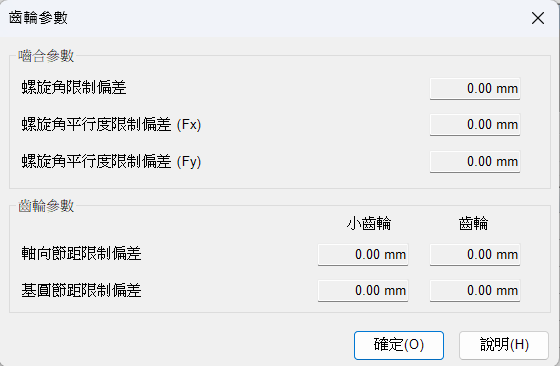 齒輪參數
嚙合參數
螺旋角限制偏差 0.00 mm
螺旋角平行度限制偏差 (Fx) 0.00 mm
螺旋角平行度限制偏差 (Fy) 0.00 mm
齒輪參數
小齒輪 齒輪
軸向節距限制偏差 0.00 mm 0.00 mm
基圓節距限制偏差 0.00 mm 0.00 mm
確定(O) 說明(H)